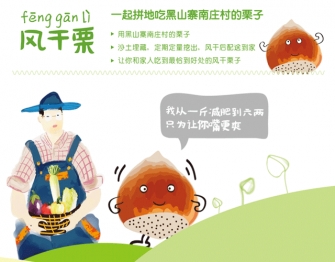 fēng gān lì
风干栗
一起拼地吃黑山寨南庄村的栗子
用黑山寨南庄村的栗子
沙土埋藏，定期定量挖出，风干后配送到家
让你和家人吃到最恰到好处的风干栗子
我从一斤减肥到六两
只为让你嘴更爽